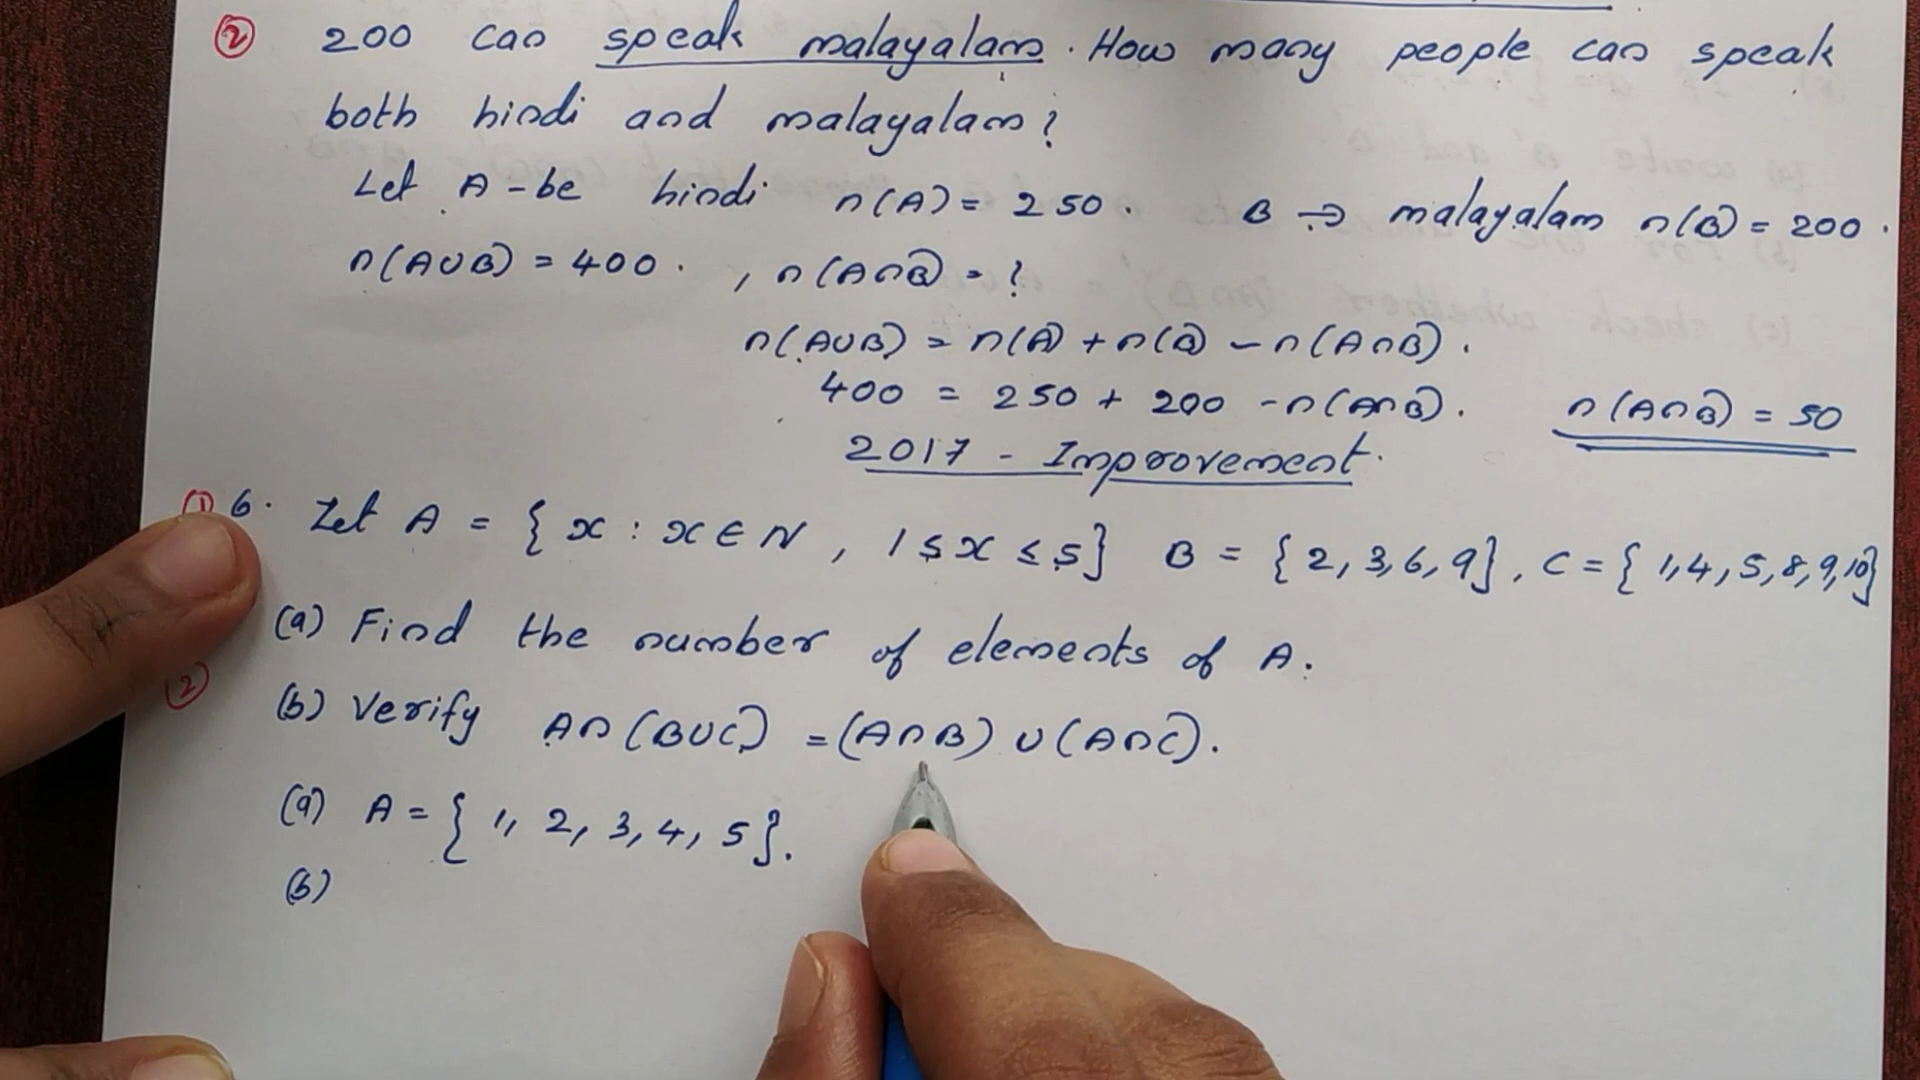 ② 200 can speak malayalam. How many people can speak
both hindi and malayalam?
Let A - be hindi n(A) = 250. B → malayalam n(B) = 200.
n(A∪B) = 400. , n(A∩B) = ?
n(A∪B) = n(A) + n(B) − n(A∩B).
400 = 250 + 200 − n(A∩B). n(A∩B) = 50
2017 - Improvement.
① 6. Let A = { x : x ∈ N , 1 ≤ x ≤ 5} B = { 2, 3, 6, 9}, C = { 1, 4, 5, 8, 9, 10}
(a) Find the number of elements of A.
② (b) Verify A∩(B∪C) = (A∩B) ∪ (A∩C).
(a) A = { 1, 2, 3, 4, 5}.
(b)